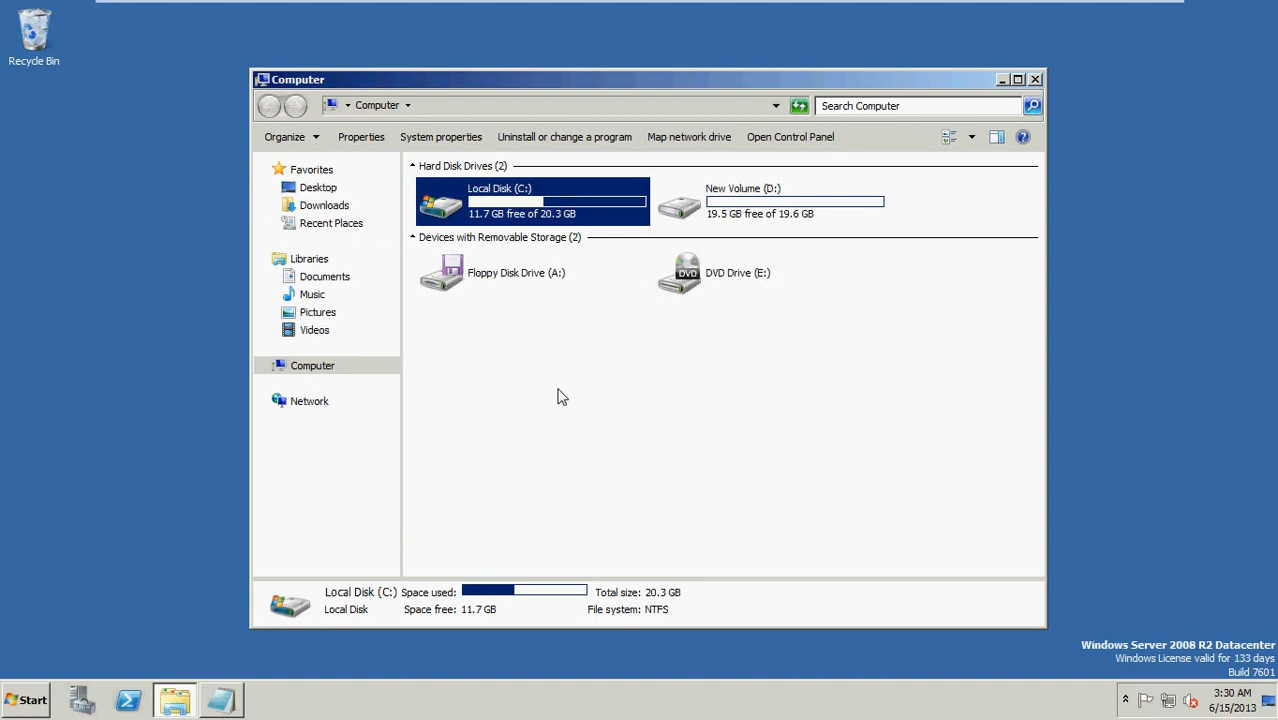 Recycle Bin
Computer
Computer
Search Computer
Organize
Properties
System properties
Uninstall or change a program
Map network drive
Open Control Panel
Favorites
Desktop
Downloads
Recent Places
Libraries
Documents
Music
Pictures
Videos
Computer
Network
Hard Disk Drives (2)
Local Disk (C:)
11.7 GB free of 20.3 GB
New Volume (D:)
19.5 GB free of 19.6 GB
Devices with Removable Storage (2)
Floppy Disk Drive (A:)
DVD
DVD Drive (E:)
Local Disk (C:) Space used: Total size: 20.3 GB
Local Disk Space free: 11.7 GB File system: NTFS
Windows Server 2008 R2 Datacenter
Windows License valid for 133 days
Build 7601
Start
3:30 AM
6/15/2013